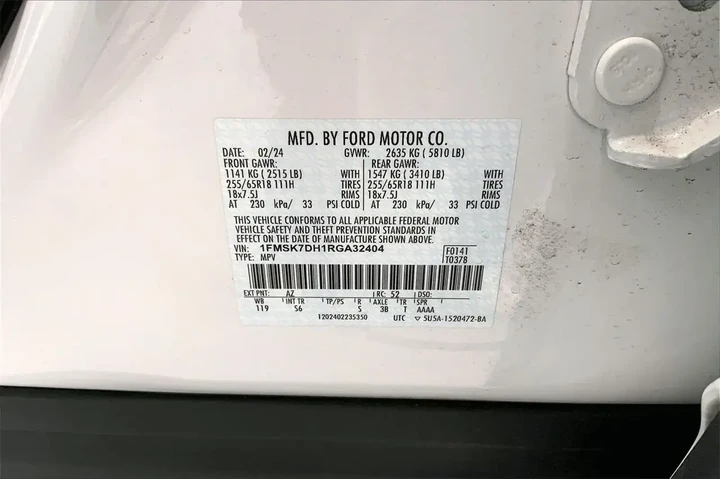 MFD. BY FORD MOTOR CO.
DATE: 02/24 GVWR: 2635 KG ( 5810 LB)
FRONT GAWR: REAR GAWR:
1141 KG ( 2515 LB) WITH 1547 KG ( 3410 LB) WITH
255/65R18 111H TIRES 255/65R18 111H TIRES
18x7.5J RIMS 18x7.5J RIMS
AT 230 kPa/ 33 PSI COLD AT 230 kPa/ 33 PSI COLD
THIS VEHICLE CONFORMS TO ALL APPLICABLE FEDERAL MOTOR
VEHICLE SAFETY AND THEFT PREVENTION STANDARDS IN
EFFECT ON THE DATE OF MANUFACTURE SHOWN ABOVE.
VIN: 1FMSK7DH1RGA32404 F0141
TYPE: MPV T0378
EXT PNT: AZ RC: 52 DSO:
WB INT TR TP/PS R AXLE TR SPR
119 S6 S 3B T AAAA
1202402235350 UTC ▽ 5U5A-1520472-BA